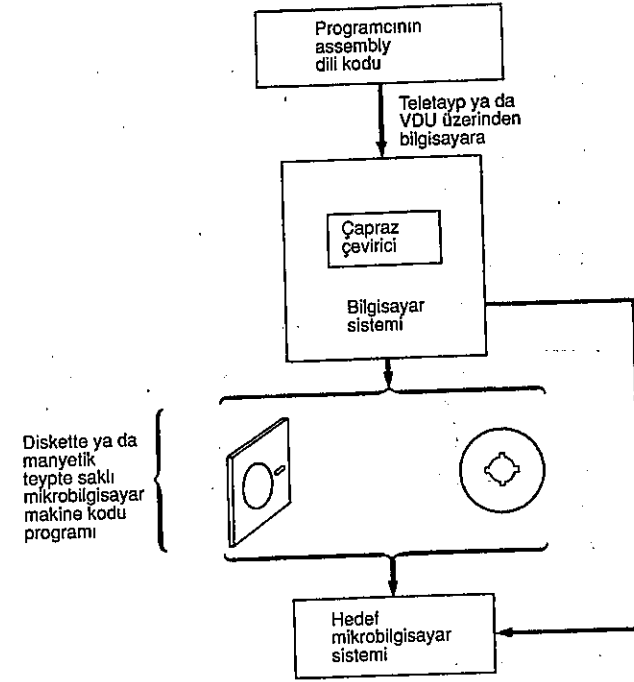 Programcının
assembly
dili kodu
Teletayp ya da
VDU üzerinden
bilgisayara
Çapraz
çevirici
Bilgisayar
sistemi
Diskette ya da
manyetik
teypte saklı
mikrobilgisayar
makine kodu
programı
Hedef
mikrobilgisayar
sistemi